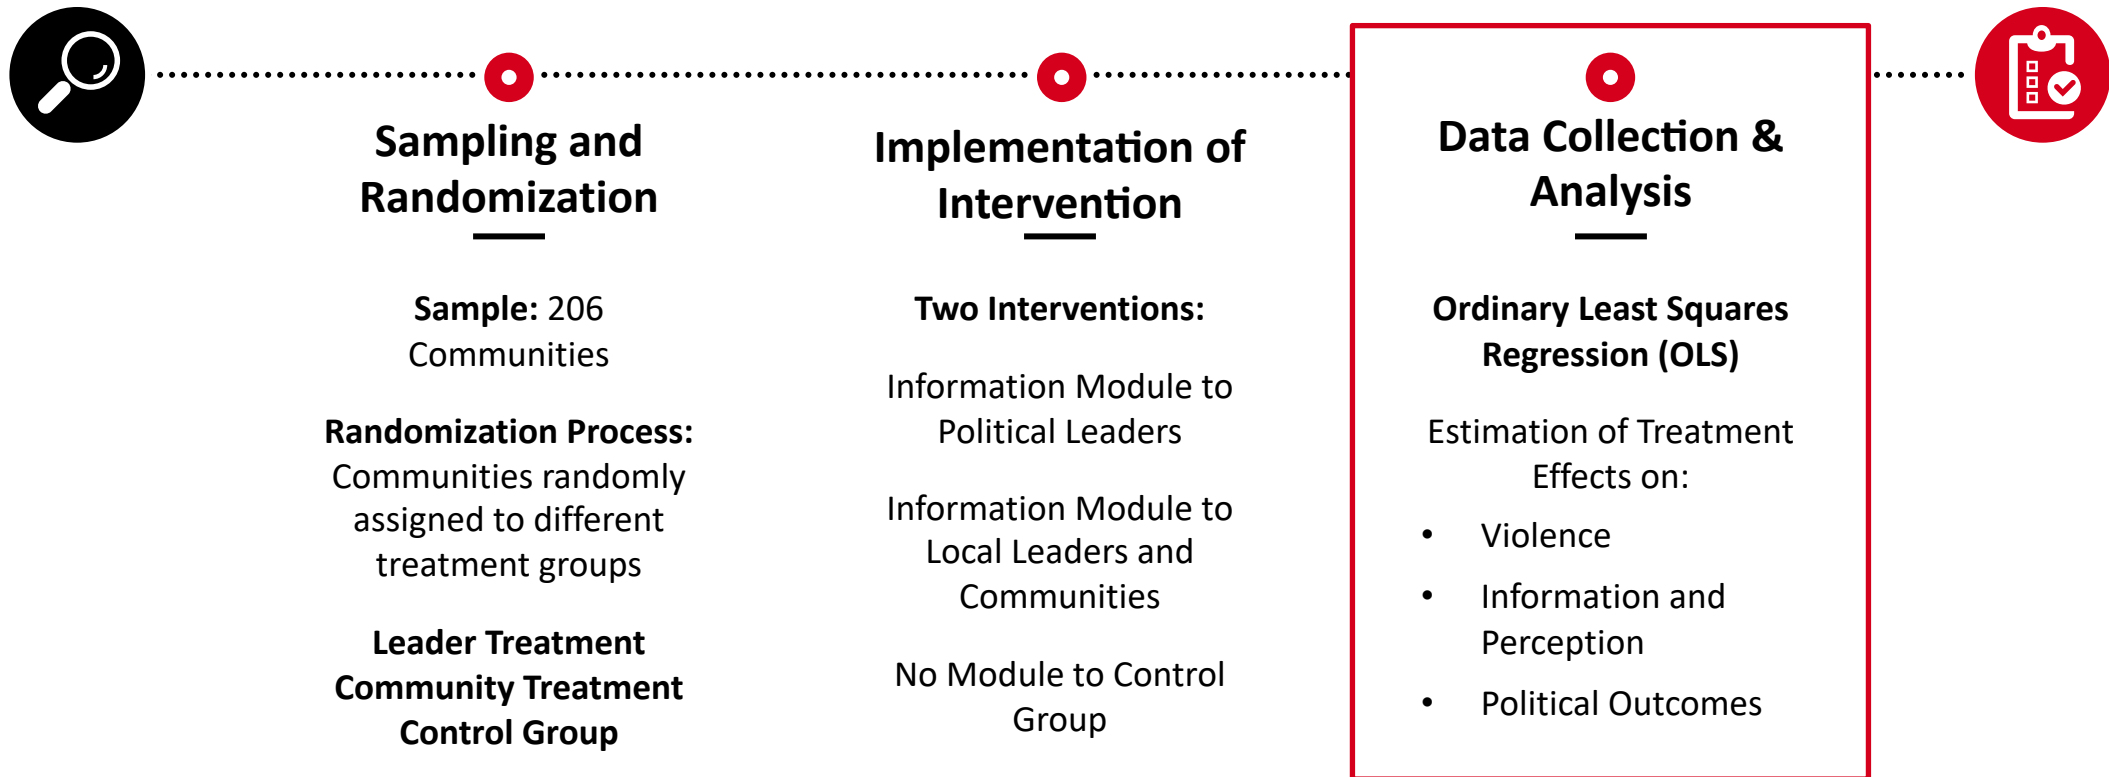 Sampling and
Randomization
Sample: 206
Communities
Randomization Process:
Communities randomly
assigned to different
treatment groups
Leader Treatment
Community Treatment
Control Group
Implementation of
Intervention
Two Interventions:
Information Module to
Political Leaders
Information Module to
Local Leaders and
Communities
No Module to Control
Group
Data Collection &
Analysis
Ordinary Least Squares
Regression (OLS)
Estimation of Treatment
Effects on:
• Violence
• Information and
Perception
• Political Outcomes